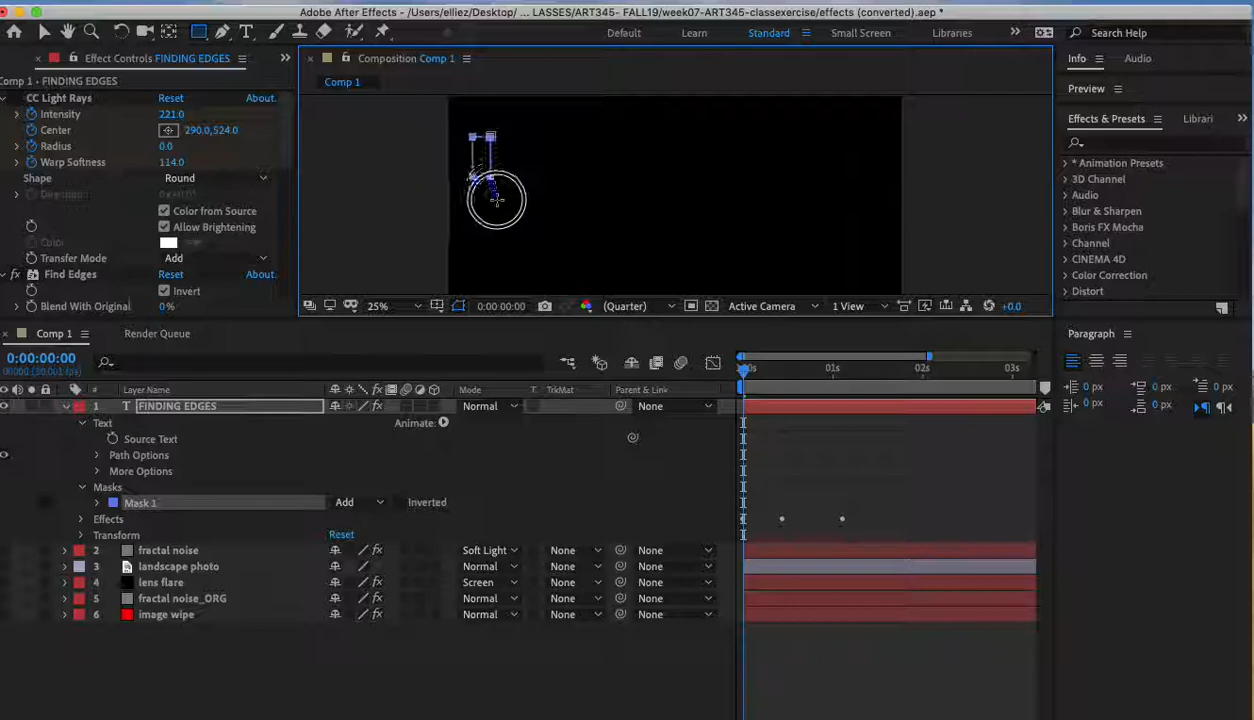 Adobe After Effects - /Users/elliez/Desktop/ ... LASSES/ART345- FALL19/week07-ART345-classexercise/effects (converted).aep *
Default Learn Standard Small Screen Libraries Search Help
Effect Controls FINDING EDGES
Composition Comp 1
Info Audio
Comp 1 • FINDING EDGES
Comp 1
CC Light Rays Reset About.
Intensity 221.0
Center 290.0,524.0
Radius 0.0
Warp Softness 114.0
Shape Round
Color from Source
Allow Brightening
Color
Transfer Mode Add
Find Edges Reset About.
Invert
Blend With Original 0%
25% 0:00:00:00 (Quarter) Active Camera 1 View +0.0
Preview
Effects & Presets Librari
* Animation Presets
3D Channel
Audio
Blur & Sharpen
Boris FX Mocha
Channel
CINEMA 4D
Color Correction
Distort
Comp 1 Render Queue
Paragraph
0:00:00:00
00000 (30.001 fps)
01s 02s 03s
# Layer Name Mode T TrkMat Parent & Link
1 T FINDING EDGES Normal None
Text Animate:
Source Text
Path Options
More Options
Masks
Mask 1 Add Inverted
Effects
Transform Reset
2 fractal noise Soft Light None None
3 landscape photo Normal None None
4 lens flare Screen None None
5 fractal noise_ORG Normal None None
6 image wipe Normal None None
0 px 0 px 0 px
0 px 0 px